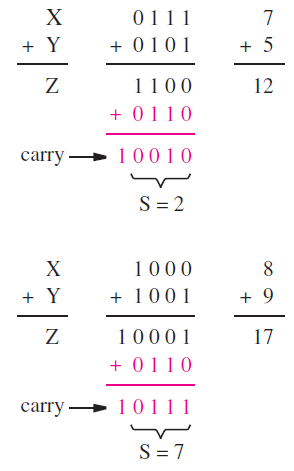 X 0111 7
+ Y + 0101 + 5
Z 1100 12
+ 0110
carry 10010
S = 2
X 1000 8
+ Y + 1001 + 9
Z 10001 17
+ 0110
carry 10111
S = 7